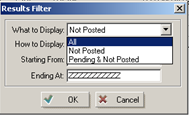 Results Filter
What to Display: Not Posted
How to Display: All
Not Posted
Starting From: Pending & Not Posted
Ending At: ZZZZZZZZZZ
OK Cancel